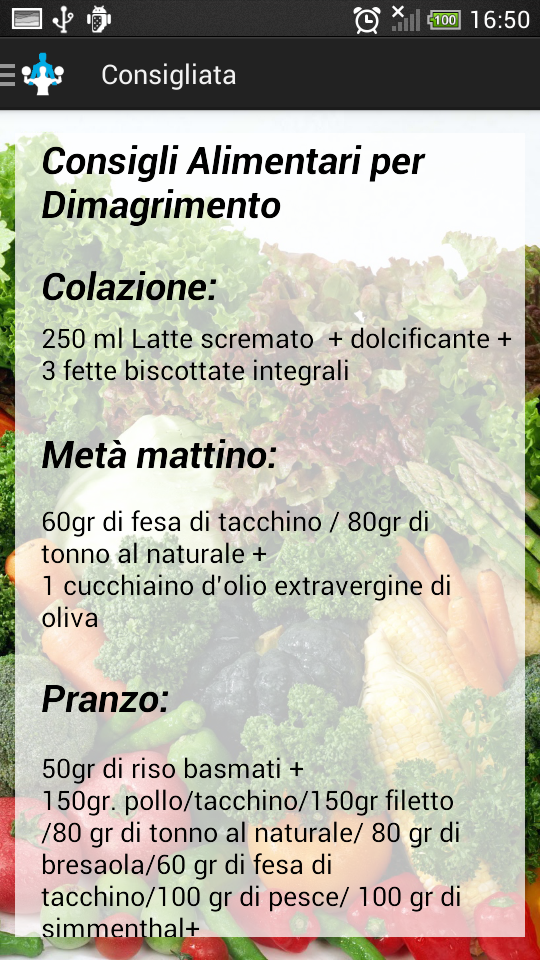 100 16:50
Consigliata
Consigli Alimentari per
Dimagrimento
Colazione:
250 ml Latte scremato  + dolcificante +
3 fette biscottate integrali
Metà mattino:
60gr di fesa di tacchino / 80gr di
tonno al naturale +
1 cucchiaino d'olio extravergine di
oliva
Pranzo:
50gr di riso basmati +
150gr. pollo/tacchino/150gr filetto
/80 gr di tonno al naturale/ 80 gr di
bresaola/60 gr di fesa di
tacchino/100 gr di pesce/ 100 gr di
simmenthal+